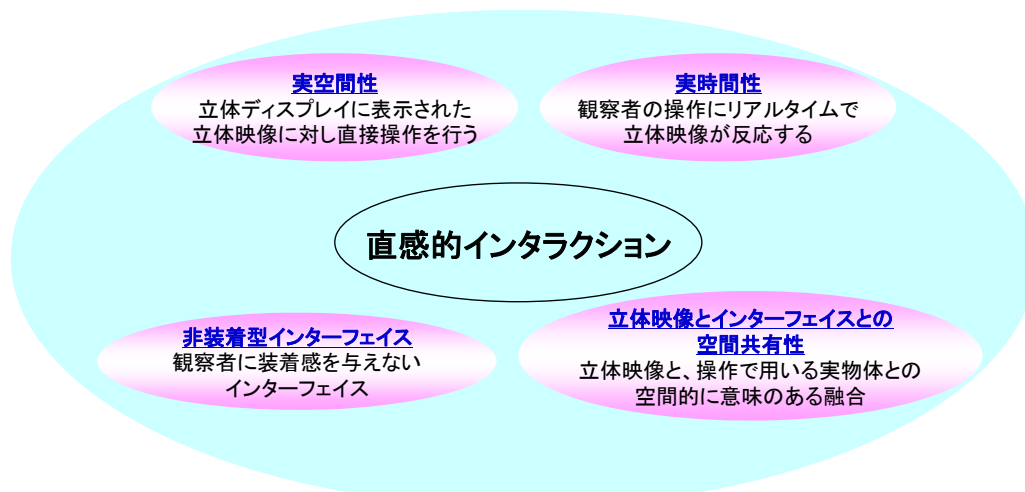 実空間性
立体ディスプレイに表示された
立体映像に対し直接操作を行う
実時間性
観察者の操作にリアルタイムで
立体映像が反応する
直感的インタラクション
非装着型インターフェイス
観察者に装着感を与えない
インターフェイス
立体映像とインターフェイスとの
空間共有性
立体映像と、操作で用いる実物体との
空間的に意味のある融合